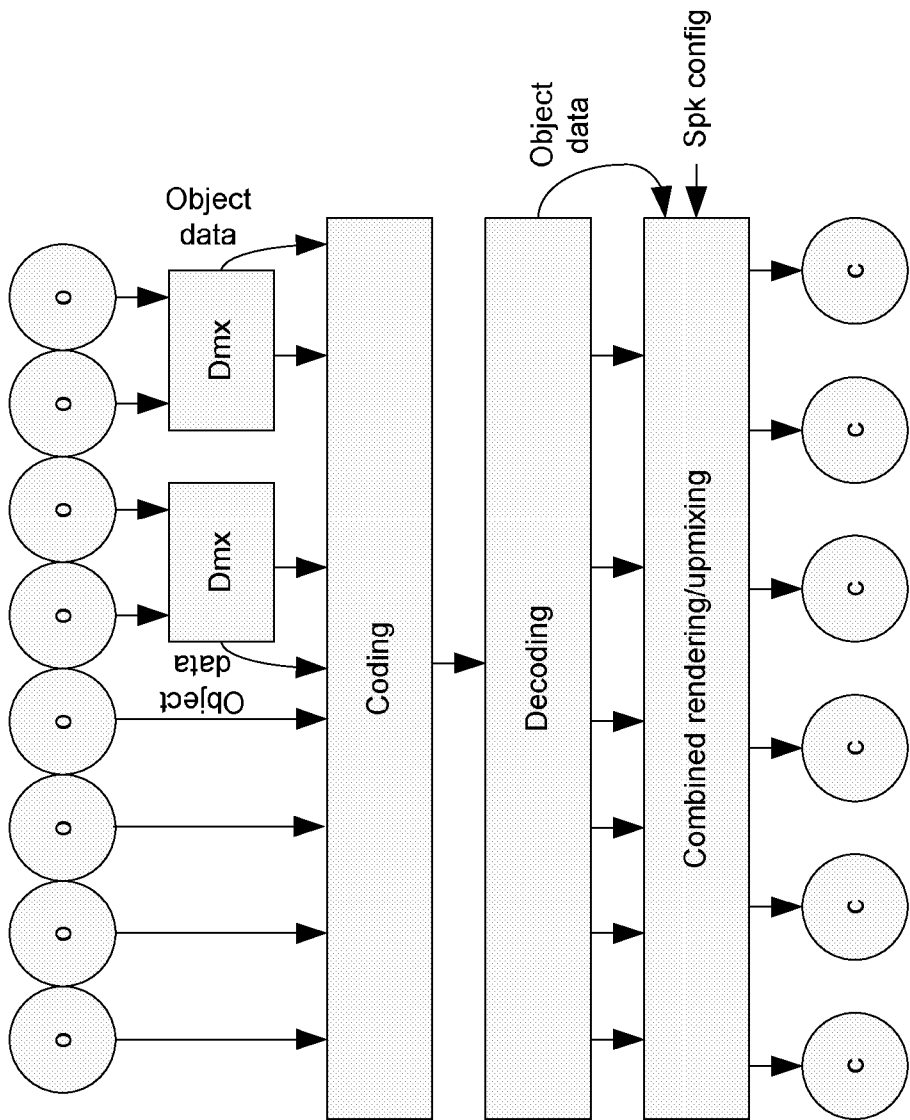 O
O
O
O
O
O
O
O
Object
data
Dmx
Dmx
Object
data
Coding
Decoding
Object
data
Spk config
Combined rendering/upmixing
C
C
C
C
C
C